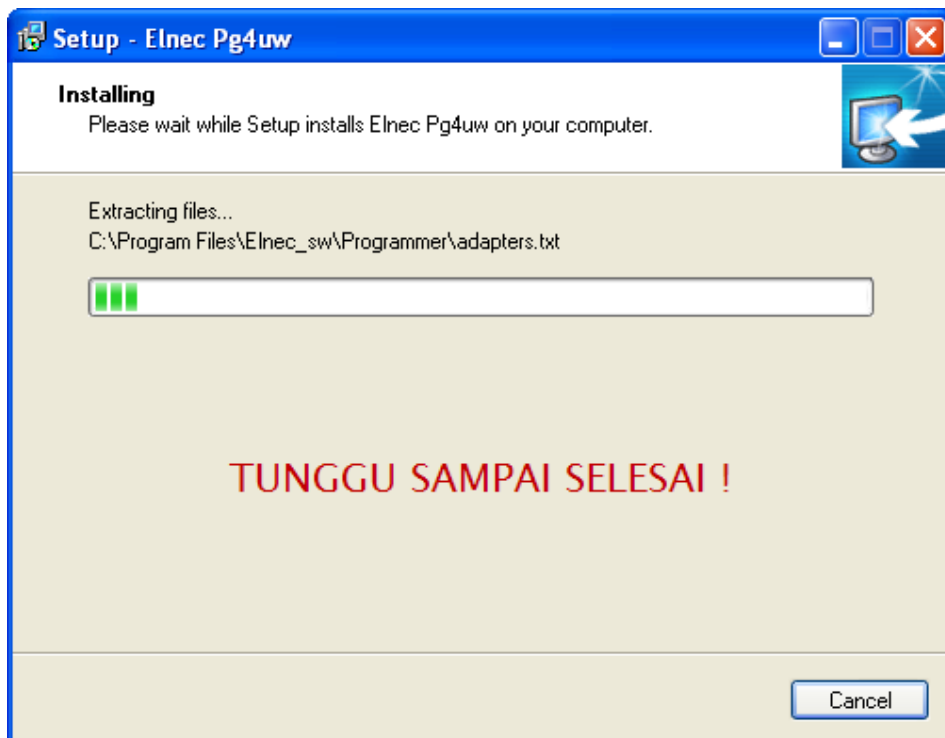 Setup - Elnec Pg4uw
Installing
Please wait while Setup installs Elnec Pg4uw on your computer.
Extracting files...
C:\Program Files\Elnec_sw\Programmer\adapters.txt
TUNGGU SAMPAI SELESAI !
Cancel